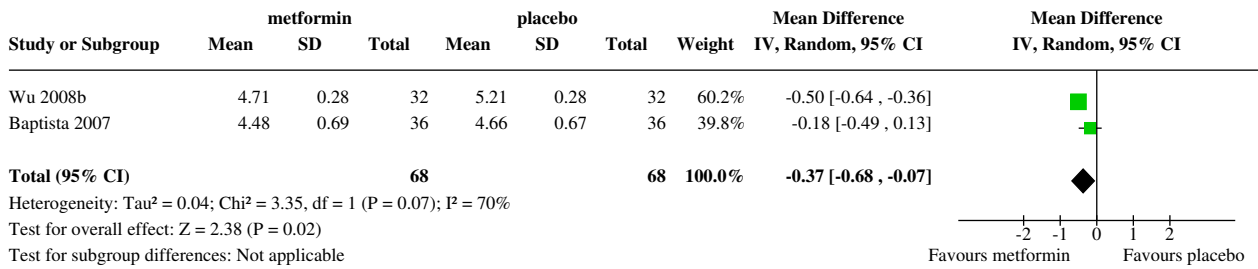 metformin placebo Mean Difference Mean Difference
Study or Subgroup Mean SD Total Mean SD Total Weight IV, Random, 95% CI IV, Random, 95% CI
Wu 2008b 4.71 0.28 32 5.21 0.28 32 60.2% -0.50 [-0.64 , -0.36]
Baptista 2007 4.48 0.69 36 4.66 0.67 36 39.8% -0.18 [-0.49 , 0.13]
Total (95% CI) 68 68 100.0% -0.37 [-0.68 , -0.07]
Heterogeneity: Tau² = 0.04; Chi² = 3.35, df = 1 (P = 0.07); I² = 70%
Test for overall effect: Z = 2.38 (P = 0.02)
-2 -1 0 1 2
Test for subgroup differences: Not applicable
Favours metformin Favours placebo